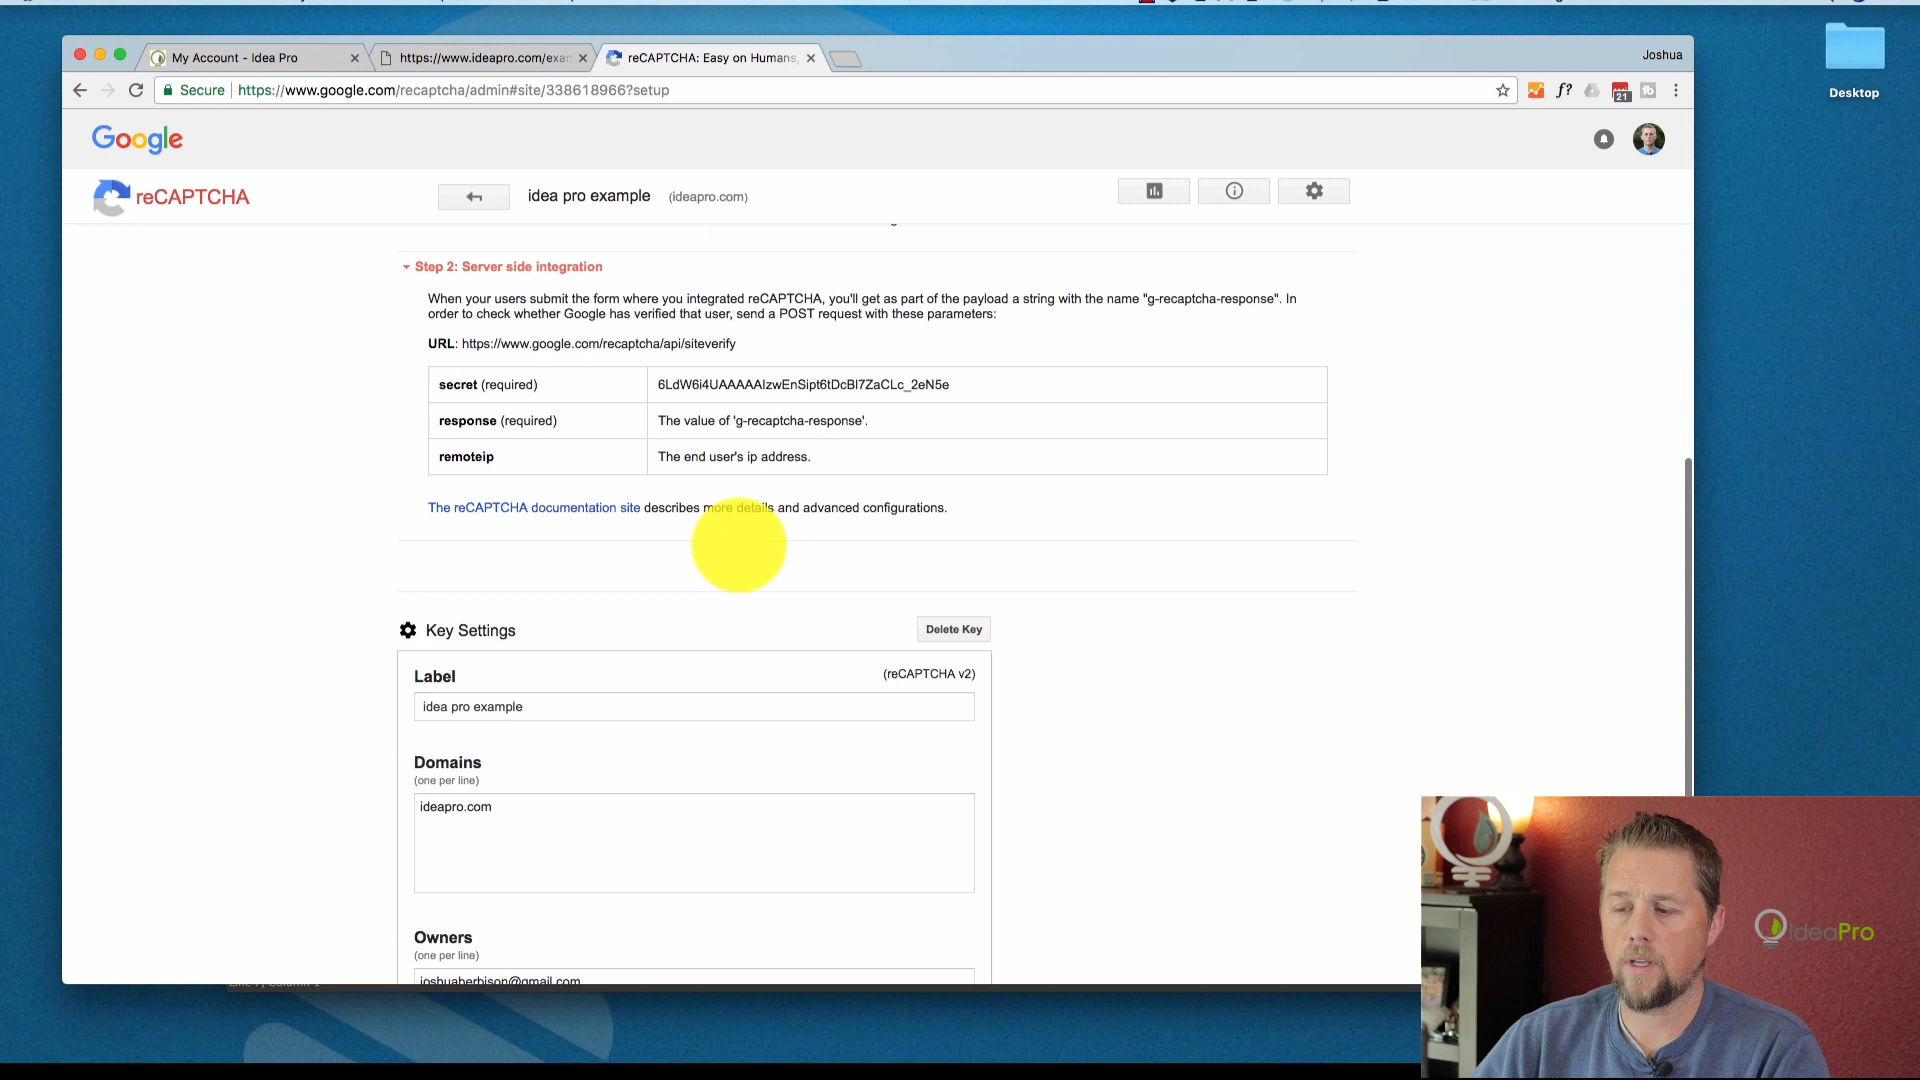 My Account - Idea Pro
https://www.ideapro.com/exam
reCAPTCHA: Easy on Humans,
Joshua
Secure
https://www.google.com/recaptcha/admin#site/338618966?setup
f?
21
Desktop
Google
reCAPTCHA
idea pro example
(ideapro.com)
Step 2: Server side integration
When your users submit the form where you integrated reCAPTCHA, you'll get as part of the payload a string with the name "g-recaptcha-response". In
order to check whether Google has verified that user, send a POST request with these parameters:
URL: https://www.google.com/recaptcha/api/siteverify
secret (required)
6LdW6i4UAAAAAIzwEnSipt6tDcBI7ZaCLc_2eN5e
response (required)
The value of 'g-recaptcha-response'.
remoteip
The end user's ip address.
The reCAPTCHA documentation site describes more details and advanced configurations.
Key Settings
Delete Key
Label
(reCAPTCHA v2)
idea pro example
Domains
(one per line)
ideapro.com
Owners
(one per line)
joshuaherbison@gmail.com
IdeaPro